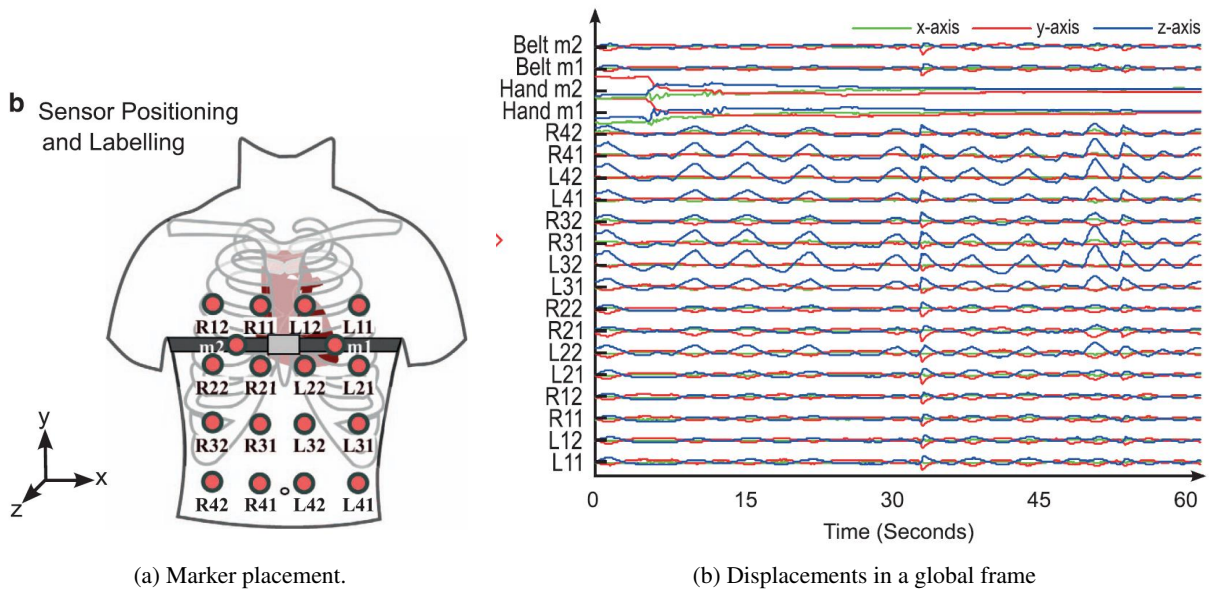 b Sensor Positioning
and Labelling
R12 R11 L12 L11
m2 m1
R22 R21 L22 L21
R32 R31 L32 L31
R42 R41 L42 L41
y
x
z
(a) Marker placement.
x-axis y-axis z-axis
Belt m2
Belt m1
Hand m2
Hand m1
R42
R41
L42
L41
R32
R31
L32
L31
R22
R21
L22
L21
R12
R11
L12
L11
0 15 30 45 60
Time (Seconds)
(b) Displacements in a global frame